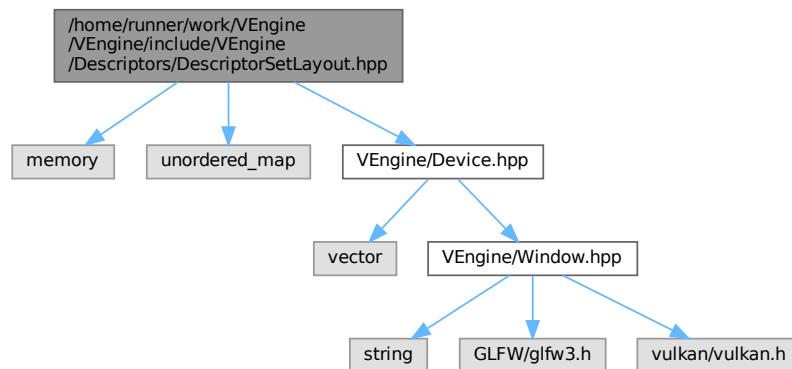 /home/runner/work/VEngine
/VEngine/include/VEngine
/Descriptors/DescriptorSetLayout.hpp
memory
unordered_map
VEngine/Device.hpp
vector
VEngine/Window.hpp
string
GLFW/glfw3.h
vulkan/vulkan.h